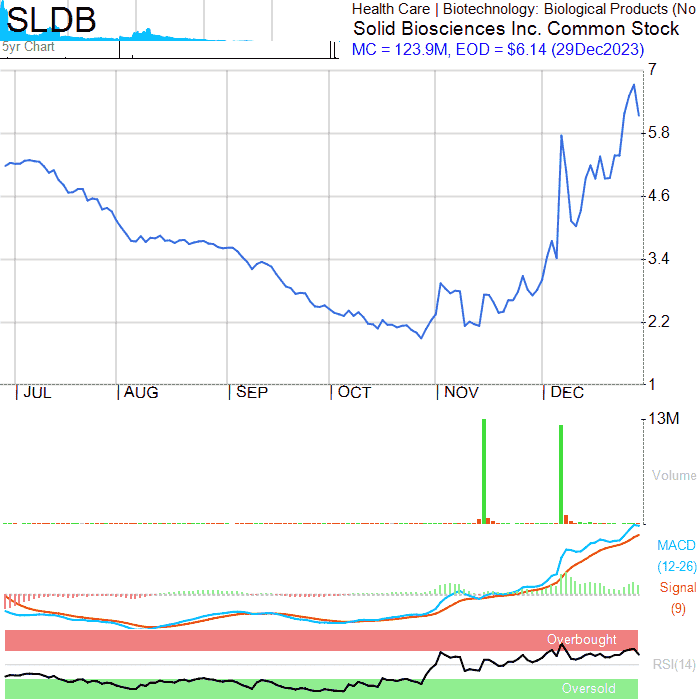 SLDB
Health Care | Biotechnology: Biological Products (No
Solid Biosciences Inc. Common Stock
5yr Chart
MC = 123.9M, EOD = $6.14 (29Dec2023)
7
5.8
4.6
3.4
2.2
1
JUL AUG SEP OCT NOV DEC
13M
Volume
MACD
(12-26)
Signal
(9)
Overbought
RSI(14)
Oversold